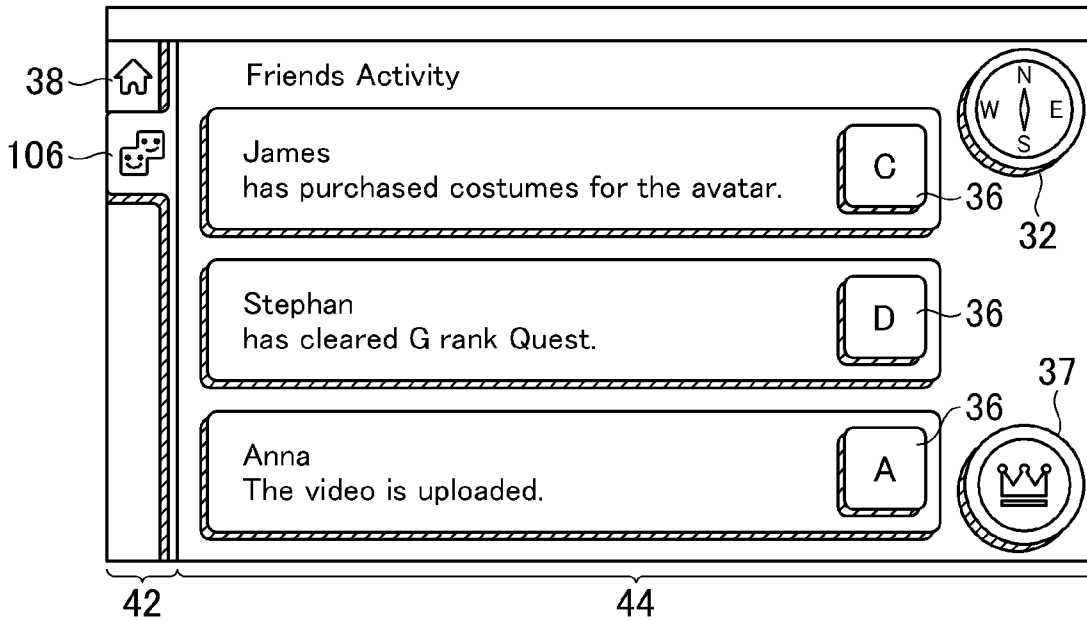 38
106
Friends Activity
James
has purchased costumes for the avatar.
C
36
N
W E
S
32
Stephan
has cleared G rank Quest.
D
36
37
Anna
The video is uploaded.
A
36
42
44